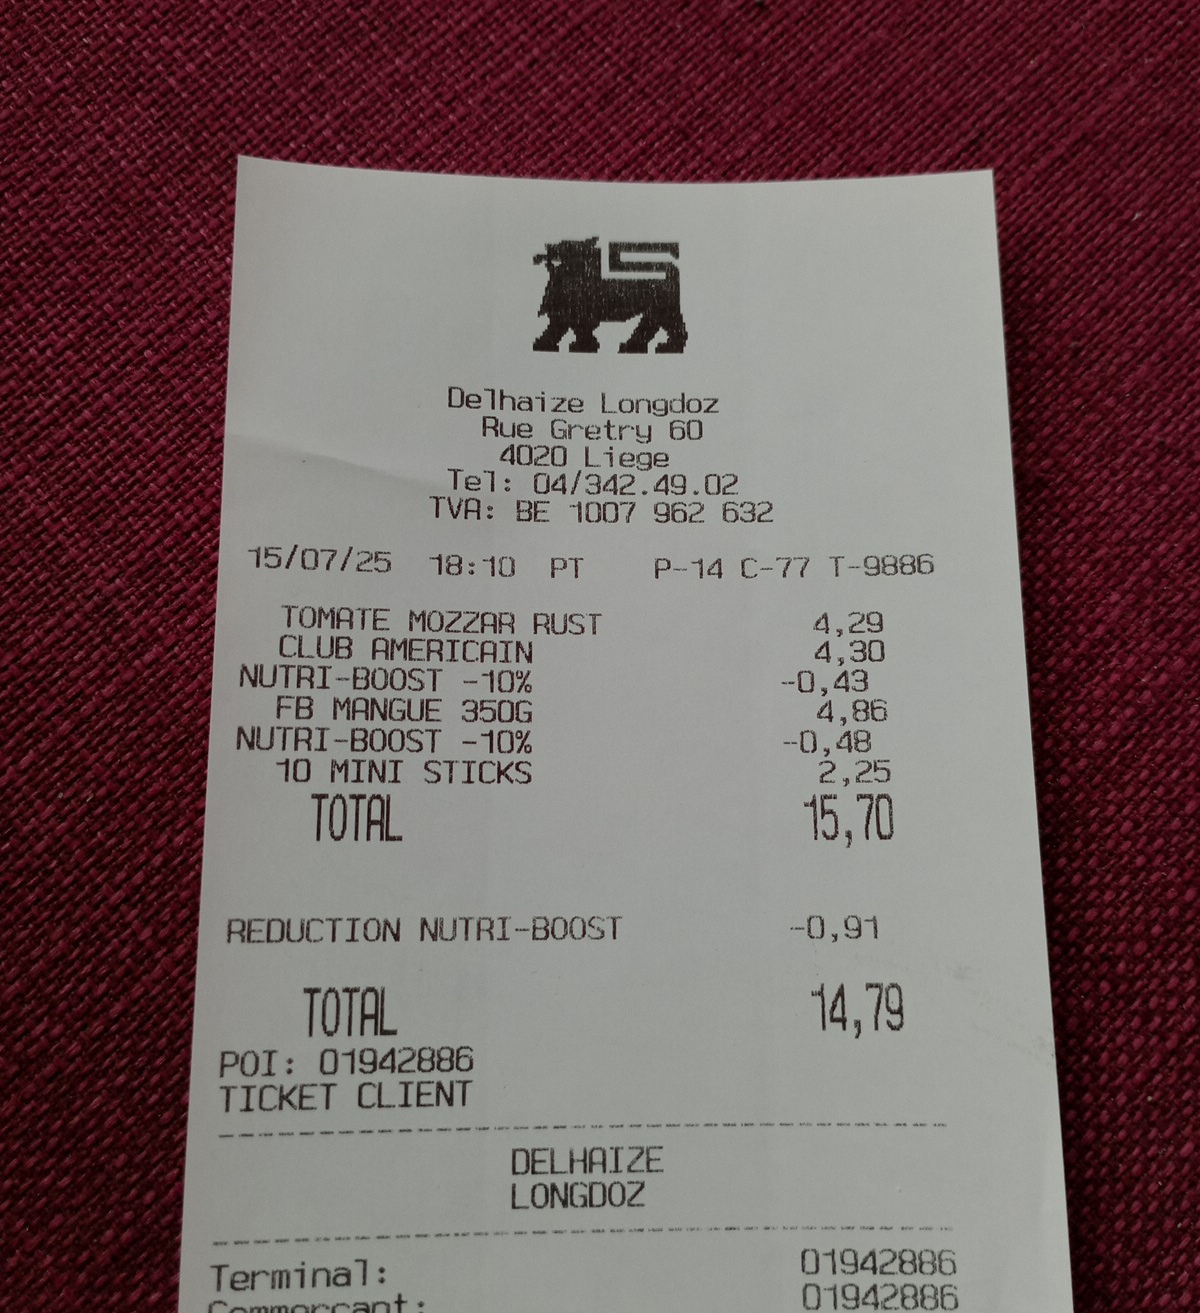 Delhaize Longdoz
Rue Gretry 60
4020 Liege
Tel: 04/342.49.02
TVA: BE 1007 962 632
15/07/25 18:10 PT P-14 C-77 T-9886
TOMATE MOZZAR RUST 4,29
CLUB AMERICAIN 4,30
NUTRI-BOOST -10% -0,43
FB MANGUE 350G 4,86
NUTRI-BOOST -10% -0,48
10 MINI STICKS 2,25
TOTAL 15,70
REDUCTION NUTRI-BOOST -0,91
TOTAL 14,79
POI: 01942886
TICKET CLIENT
DELHAIZE
LONGDOZ
Terminal: 01942886
Commercant: 01942886